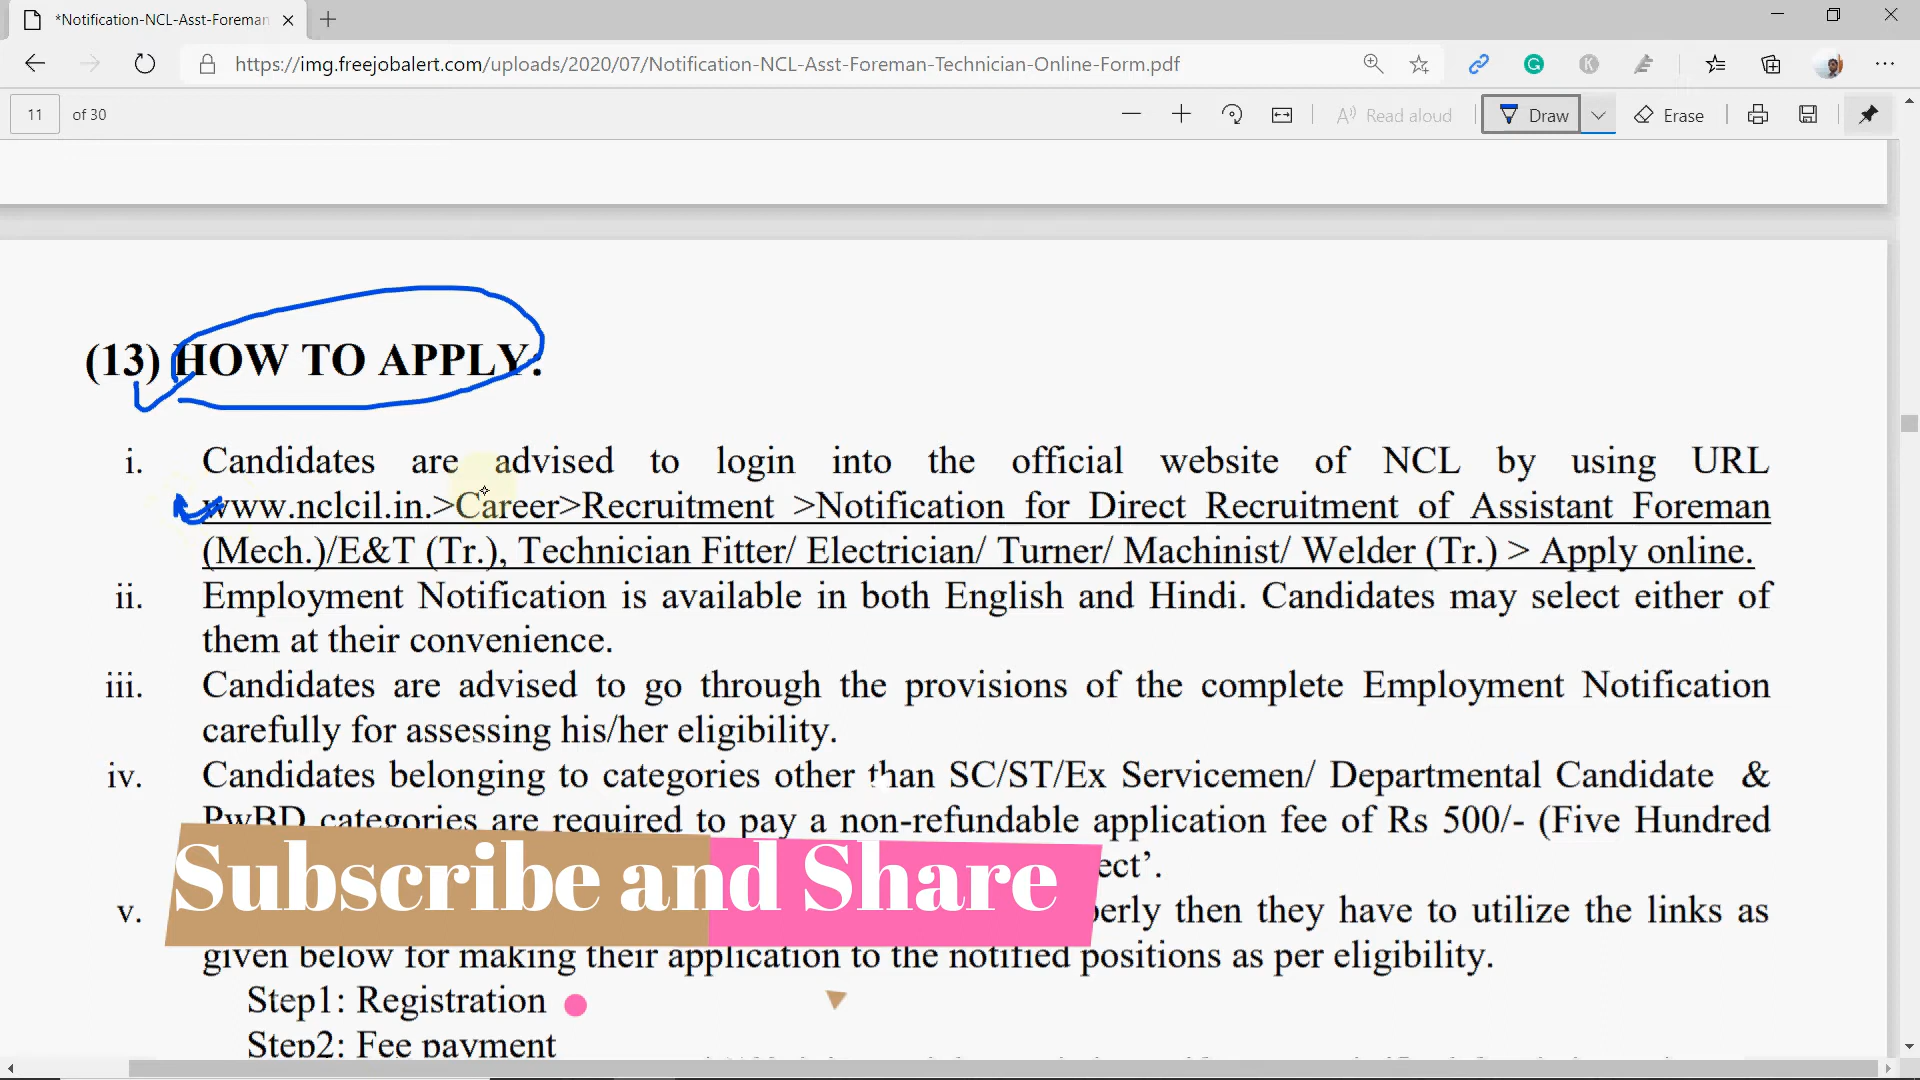 *Notification-NCL-Asst-Foreman
https://img.freejobalert.com/uploads/2020/07/Notification-NCL-Asst-Foreman-Technician-Online-Form.pdf
11 of 30
Read aloud
Draw
Erase
(13) HOW TO APPLY:
i. Candidates are advised to login into the official website of NCL by using URL
www.nclcil.in.>Career>Recruitment >Notification for Direct Recruitment of Assistant Foreman
(Mech.)/E&T (Tr.), Technician Fitter/ Electrician/ Turner/ Machinist/ Welder (Tr.) > Apply online.
ii. Employment Notification is available in both English and Hindi. Candidates may select either of
them at their convenience.
iii. Candidates are advised to go through the provisions of the complete Employment Notification
carefully for assessing his/her eligibility.
iv. Candidates belonging to categories other than SC/ST/Ex Servicemen/ Departmental Candidate &
PwBD categories are required to pay a non-refundable application fee of Rs 500/- (Five Hundred
ect’.
Subscribe and Share
v. perly then they have to utilize the links as
given below for making their application to the notified positions as per eligibility.
Step1: Registration
Step2: Fee payment